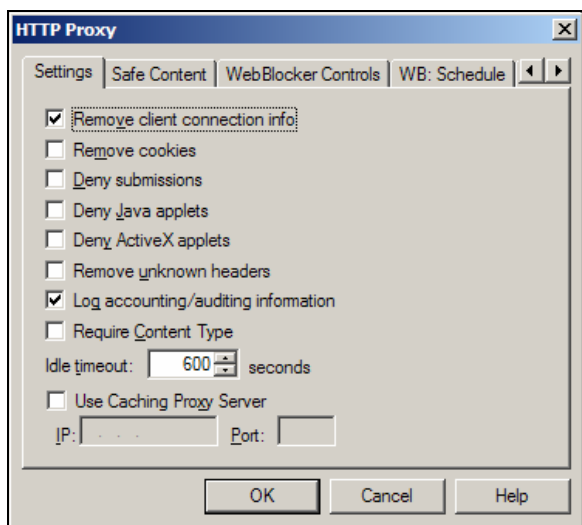 HTTP Proxy
Settings Safe Content WebBlocker Controls WB: Schedule
Remove client connection info
Remove cookies
Deny submissions
Deny Java applets
Deny ActiveX applets
Remove unknown headers
Log accounting/auditing information
Require Content Type
Idle timeout: 600 seconds
Use Caching Proxy Server
IP: . . . Port:
OK Cancel Help